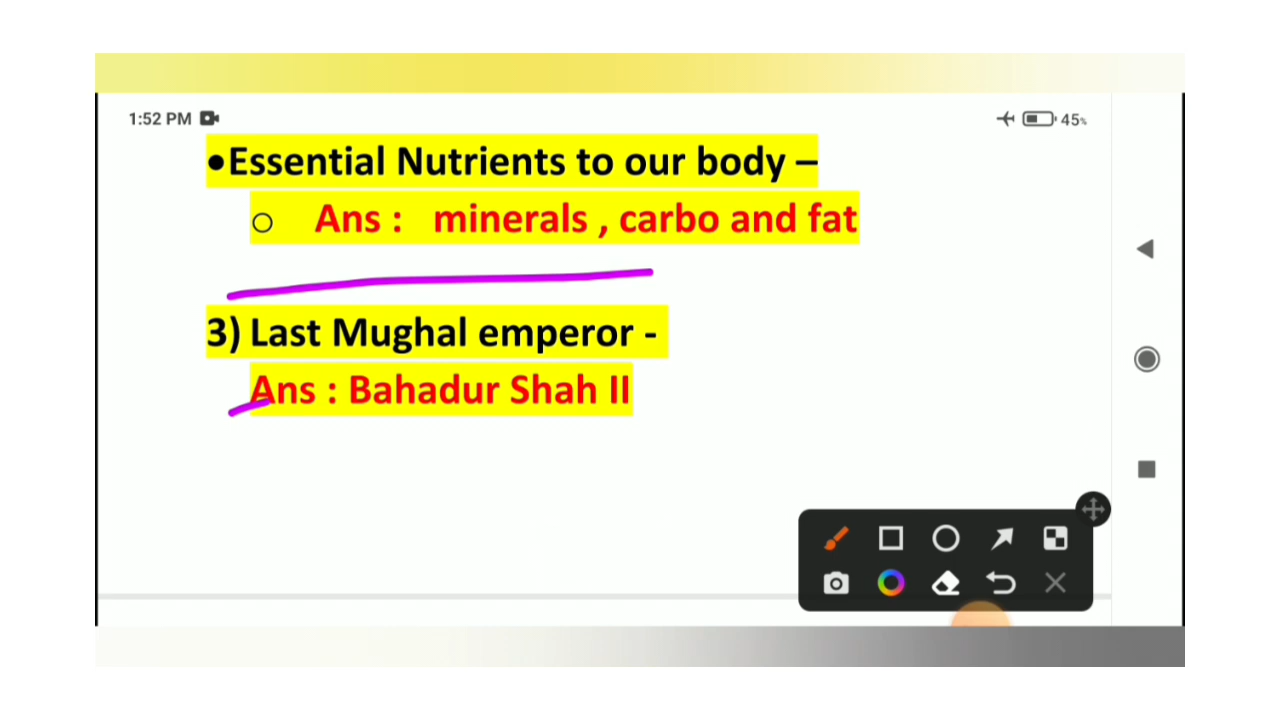 1:52 PM 45%
•Essential Nutrients to our body –
o Ans : minerals , carbo and fat
3) Last Mughal emperor -
Ans : Bahadur Shah II